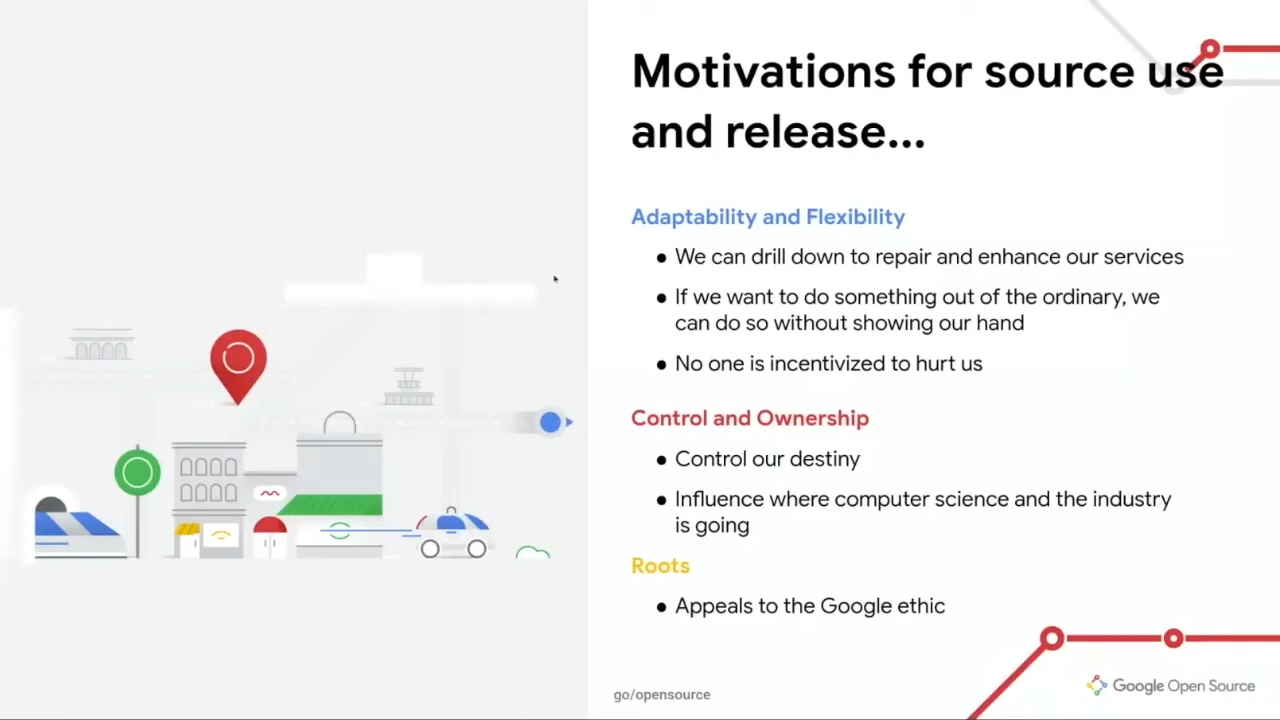 Motivations for source use
and release...
Adaptability and Flexibility
● We can drill down to repair and enhance our services
● If we want to do something out of the ordinary, we
can do so without showing our hand
● No one is incentivized to hurt us
Control and Ownership
● Control our destiny
● Influence where computer science and the industry
is going
Roots
● Appeals to the Google ethic
go/opensource
Google Open Source